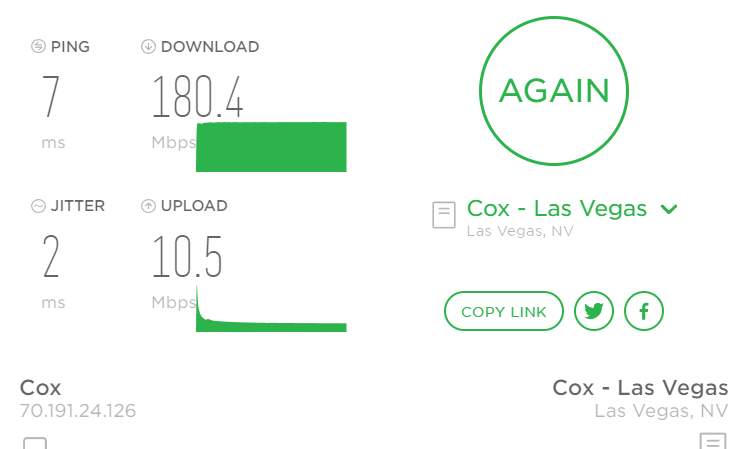 PING
DOWNLOAD
7
180.4
ms
Mbps
AGAIN
JITTER
UPLOAD
2
10.5
ms
Mbps
Cox - Las Vegas
Las Vegas, NV
COPY LINK
Cox
70.191.24.126
Cox - Las Vegas
Las Vegas, NV